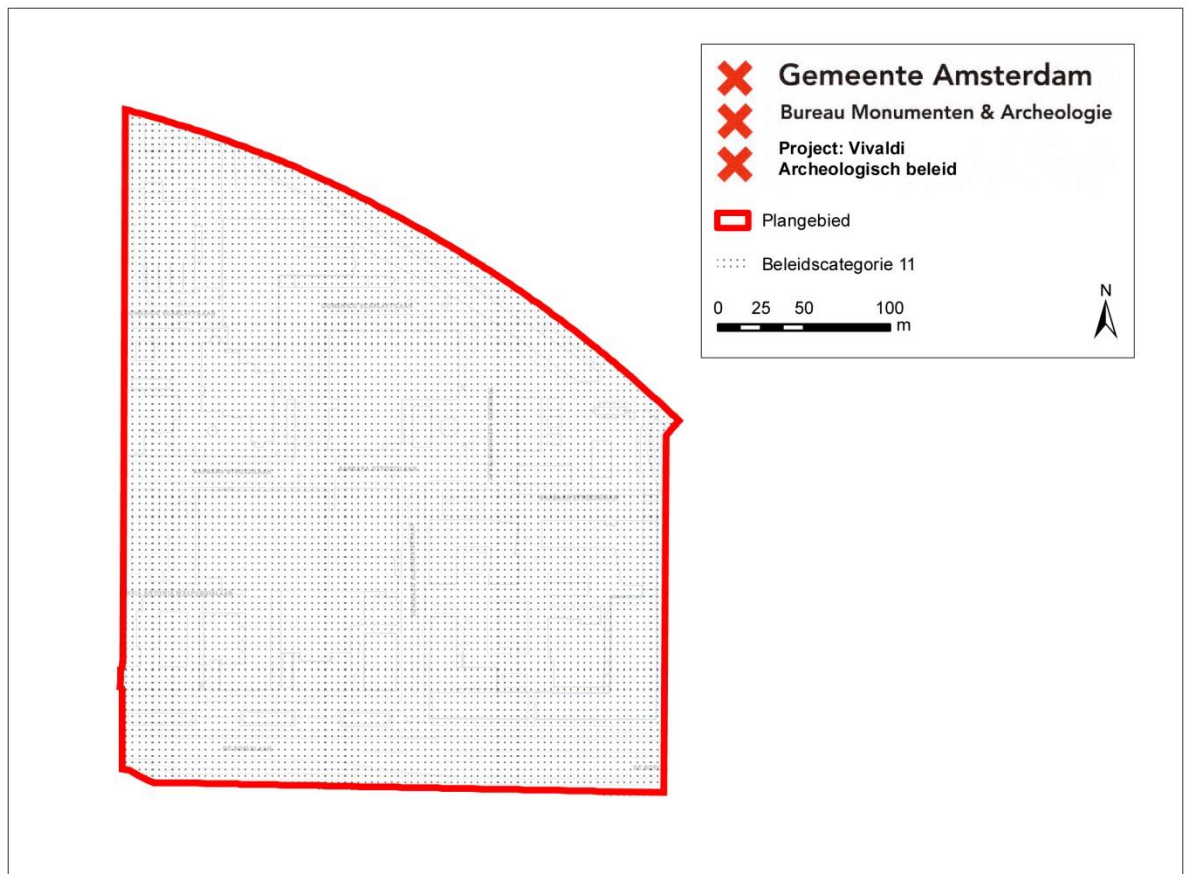 Gemeente Amsterdam
Bureau Monumenten & Archeologie
Project: Vivaldi
Archeologisch beleid
Plangebied
Beleidscategorie 11
0 25 50 100
m
N